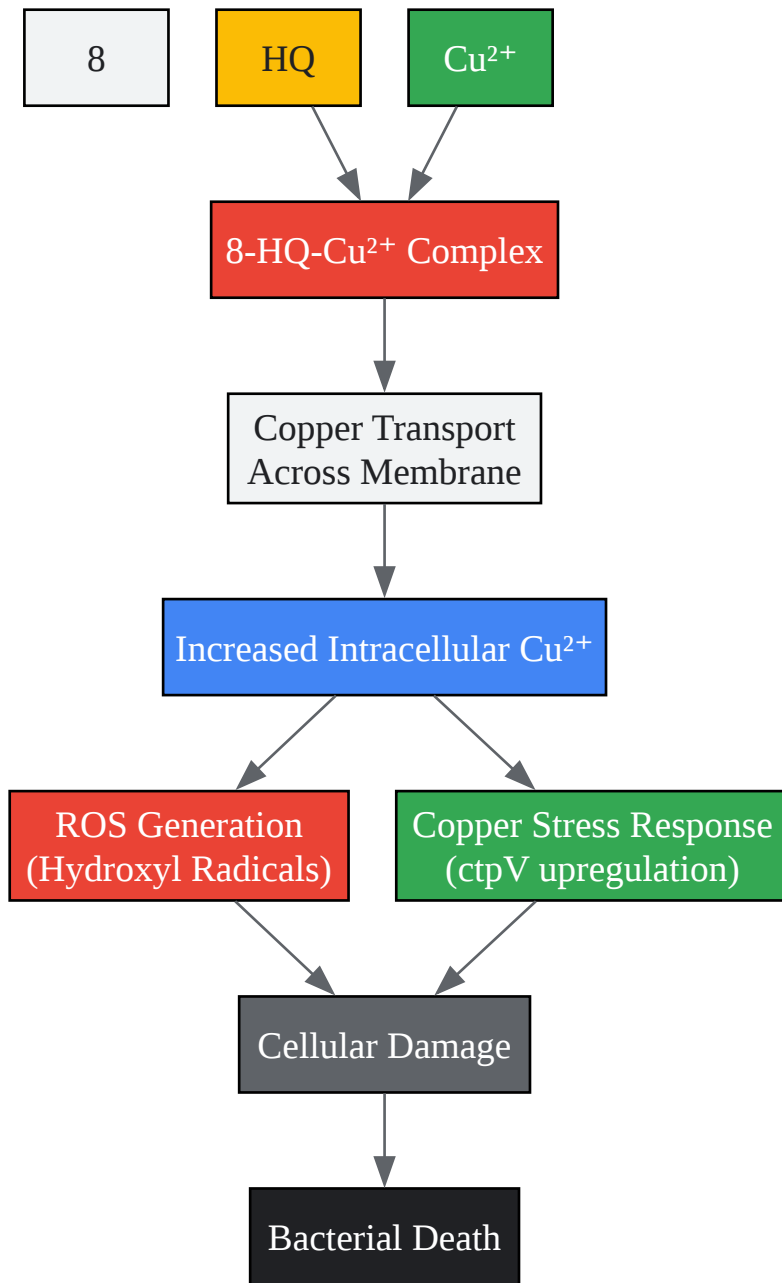 8
HQ
Cu²⁺
8-HQ-Cu²⁺ Complex
Copper Transport
Across Membrane
Increased Intracellular Cu²⁺
ROS Generation
(Hydroxyl Radicals)
Copper Stress Response
(ctpV upregulation)
Cellular Damage
Bacterial Death